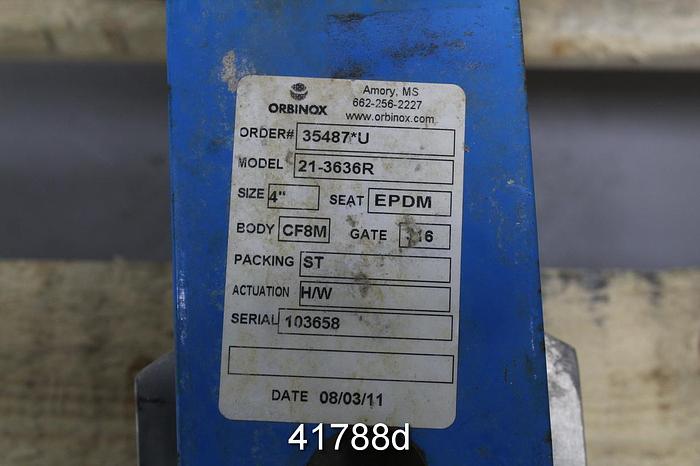 ORBINOX
Amory, MS
662-256-2227
www.orbinox.com
ORDER# 35487*U
MODEL 21-3636R
SIZE 4" SEAT EPDM
BODY CF8M GATE
PACKING ST
ACTUATION H/W
SERIAL 103658
DATE 08/03/11
41788d